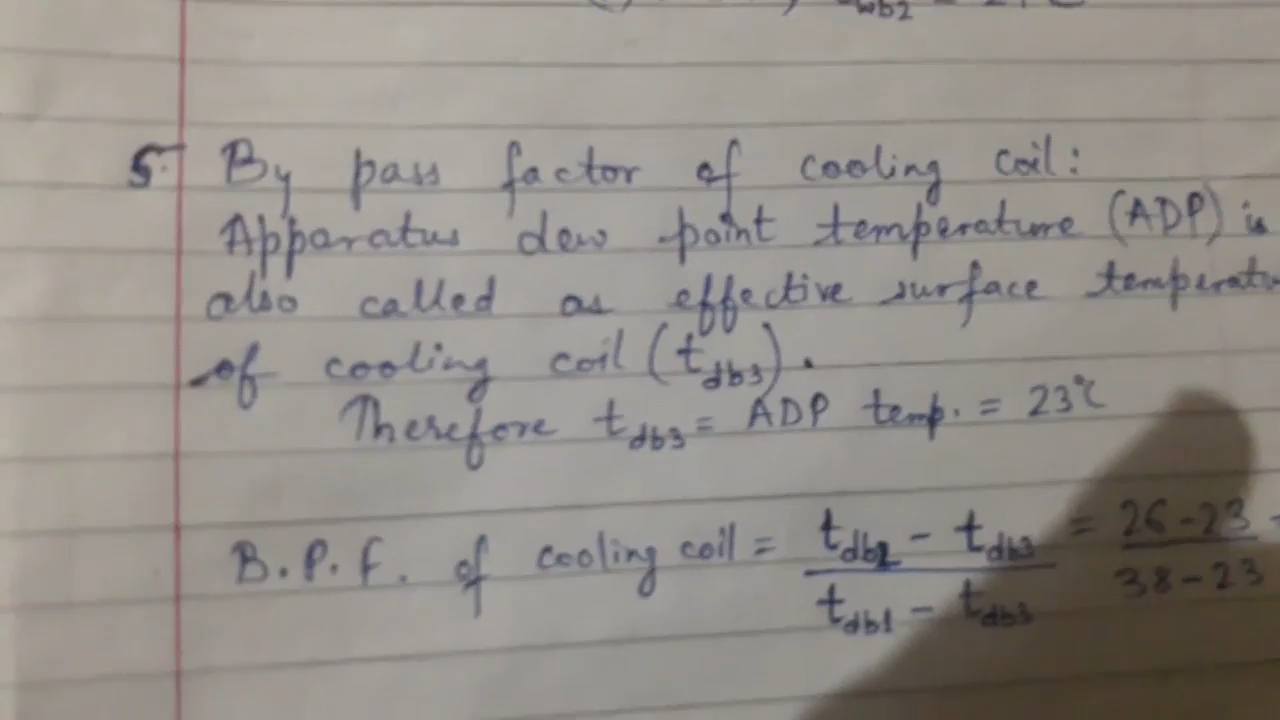 wb2
5. By pass factor of cooling coil:
Apparatus dew point temperature (ADP) is
also called as effective surface
of cooling coil (tdb3).
Therefore tdb3 = ADP temp. = 23°C
B.P.F. of cooling coil = tdb2 - tdb3 = 26-23
tdb1 - tdb3 38-23